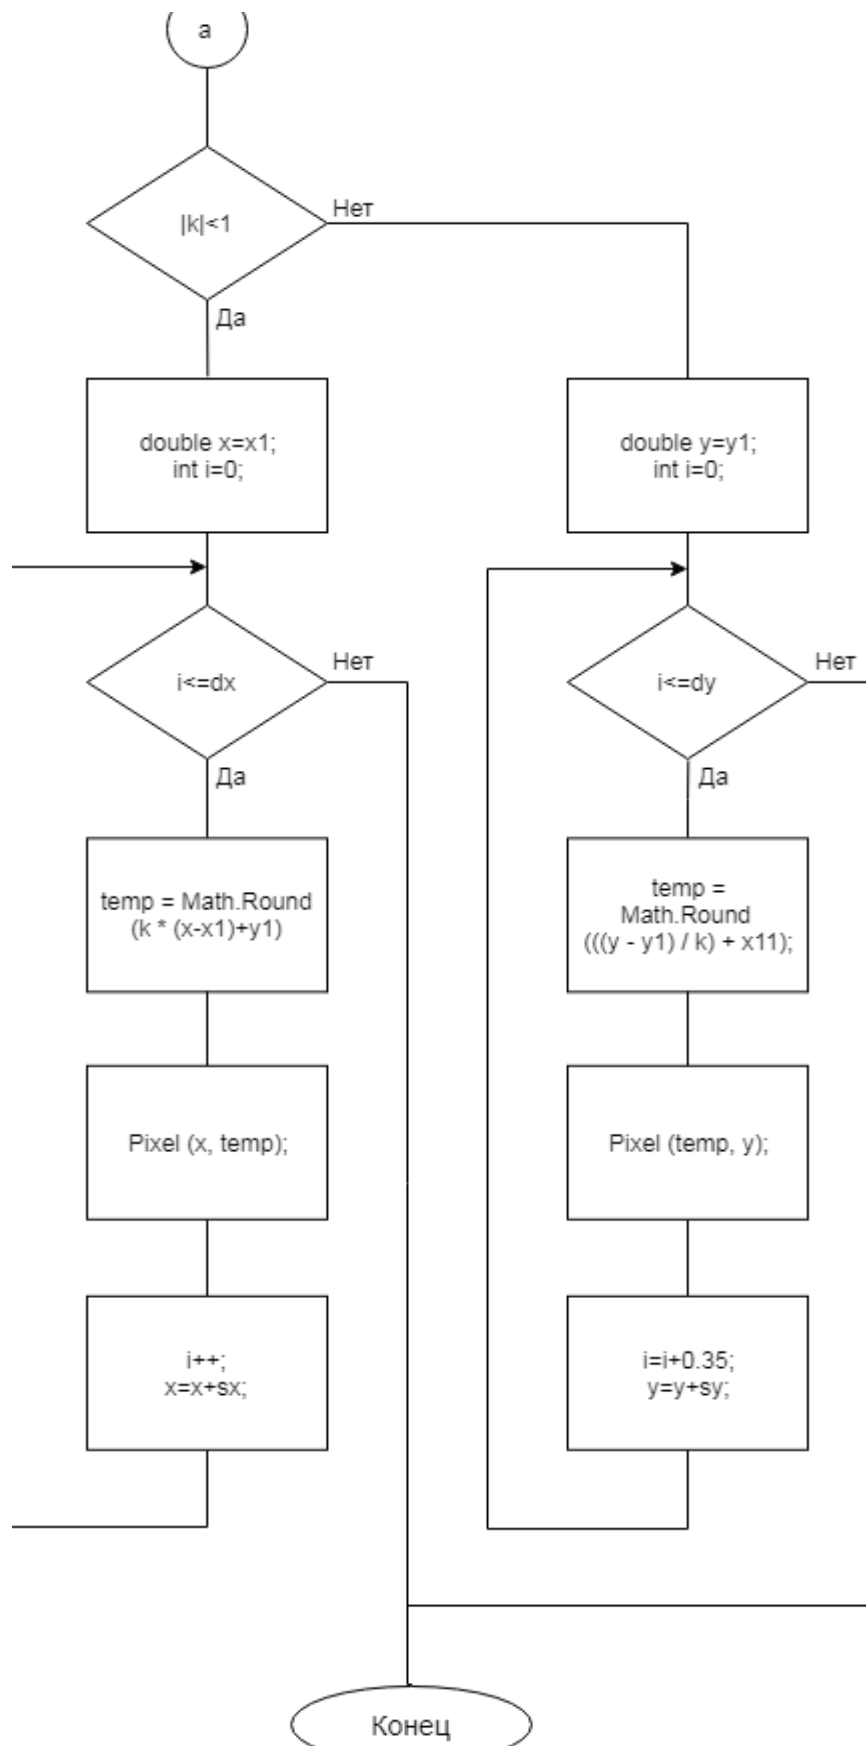 a
|k|<1
Нет
Да
double x=x1;
int i=0;
double y=y1;
int i=0;
i<=dx
Нет
Да
i<=dy
Нет
Да
temp = Math.Round
(k * (x-x1)+y1)
temp =
Math.Round
(((y - y1) / k) + x11);
Pixel (x, temp);
Pixel (temp, y);
i++;
x=x+sx;
i=i+0.35;
y=y+sy;
Конец